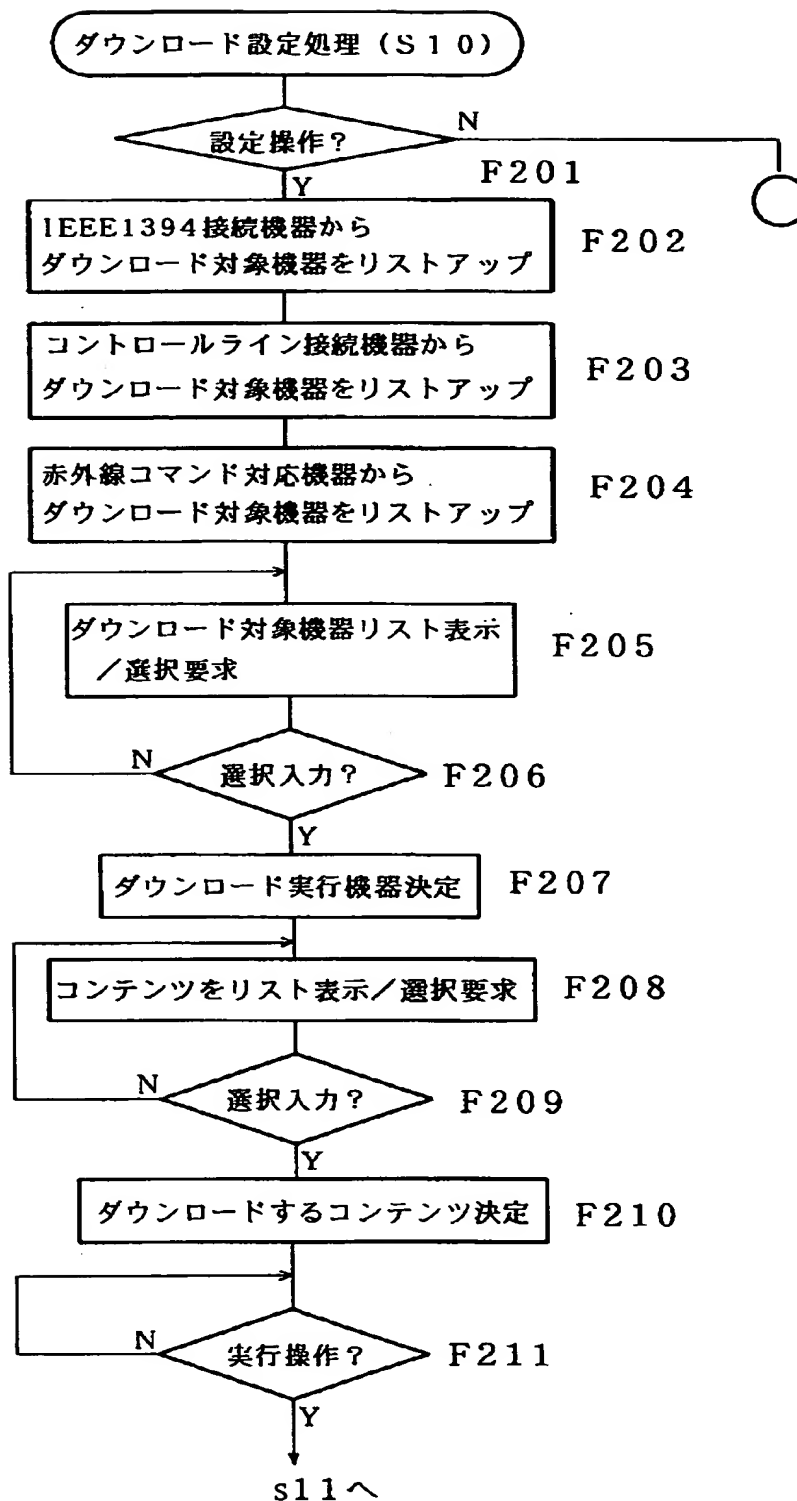 ダウンロード設定処理(S10)
設定操作?
N
F201
Y
IEEE1394接続機器から
ダウンロード対象機器をリストアップ
F202
コントロールライン接続機器から
ダウンロード対象機器をリストアップ
F203
赤外線コマンド対応機器から
ダウンロード対象機器をリストアップ
F204
ダウンロード対象機器リスト表示
/選択要求
F205
N
選択入力?
F206
Y
ダウンロード実行機器決定
F207
コンテンツをリスト表示/選択要求
F208
N
選択入力?
F209
Y
ダウンロードするコンテンツ決定
F210
N
実行操作?
F211
Y
s11へ